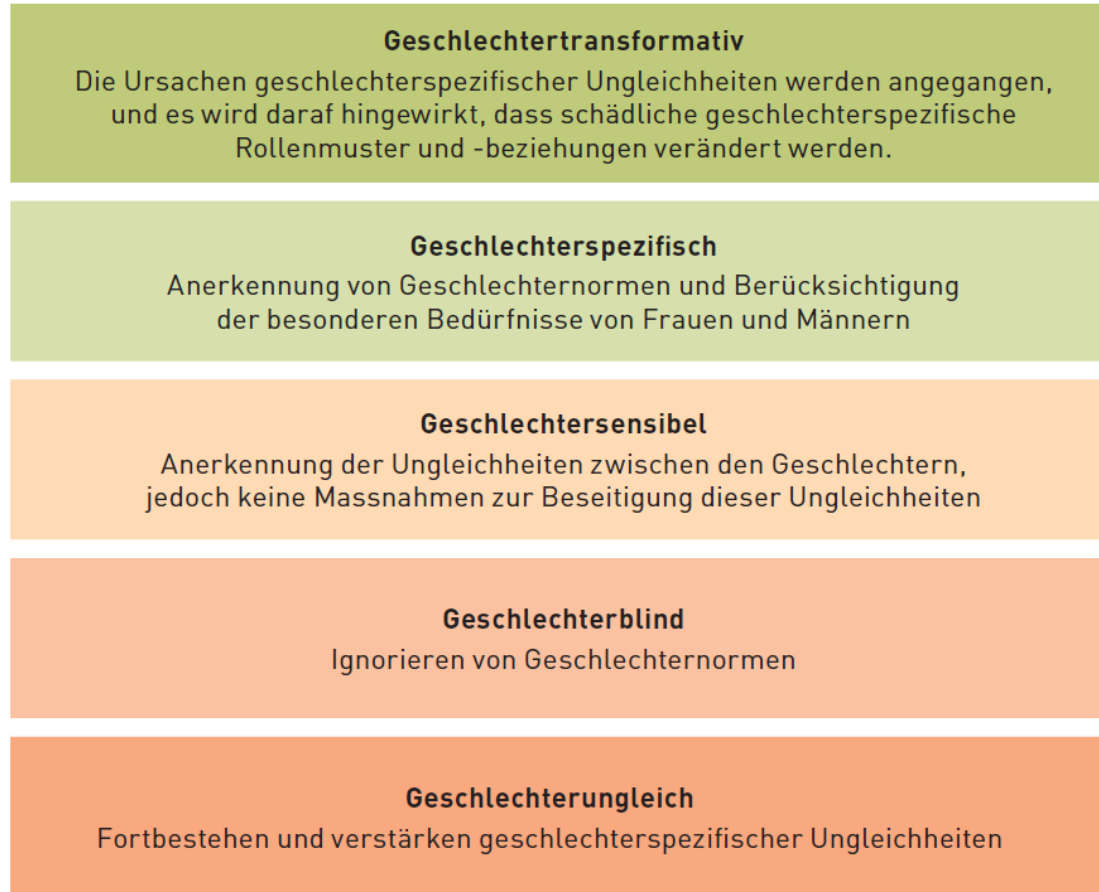 Geschlechtertransformativ
Die Ursachen geschlechterspezifischer Ungleichheiten werden angegangen,
und es wird daraf hingewirkt, dass schädliche geschlechterspezifische
Rollenmuster und -beziehungen verändert werden.
Geschlechterspezifisch
Anerkennung von Geschlechternormen und Berücksichtigung
der besonderen Bedürfnisse von Frauen und Männern
Geschlechtersensibel
Anerkennung der Ungleichheiten zwischen den Geschlechtern,
jedoch keine Massnahmen zur Beseitigung dieser Ungleichheiten
Geschlechterblind
Ignorieren von Geschlechternormen
Geschlechterungleich
Fortbestehen und verstärken geschlechterspezifischer Ungleichheiten